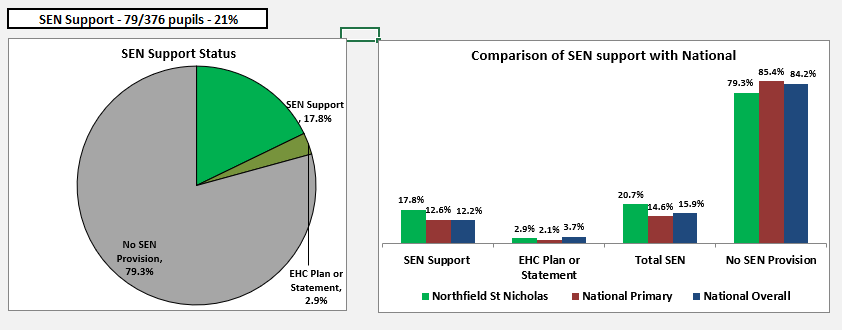 SEN Support - 79/376 pupils - 21%
SEN Support Status
SEN Support
, 17.8%
No SEN
Provision,
79.3%
EHC Plan or
Statement,
2.9%
Comparison of SEN support with National
17.8%
12.6%
12.2%
2.9%
2.1%
3.7%
20.7%
14.6%
15.9%
79.3%
85.4%
84.2%
SEN Support
EHC Plan or
Statement
Total SEN
No SEN Provision
Northfield St Nicholas
National Primary
National Overall